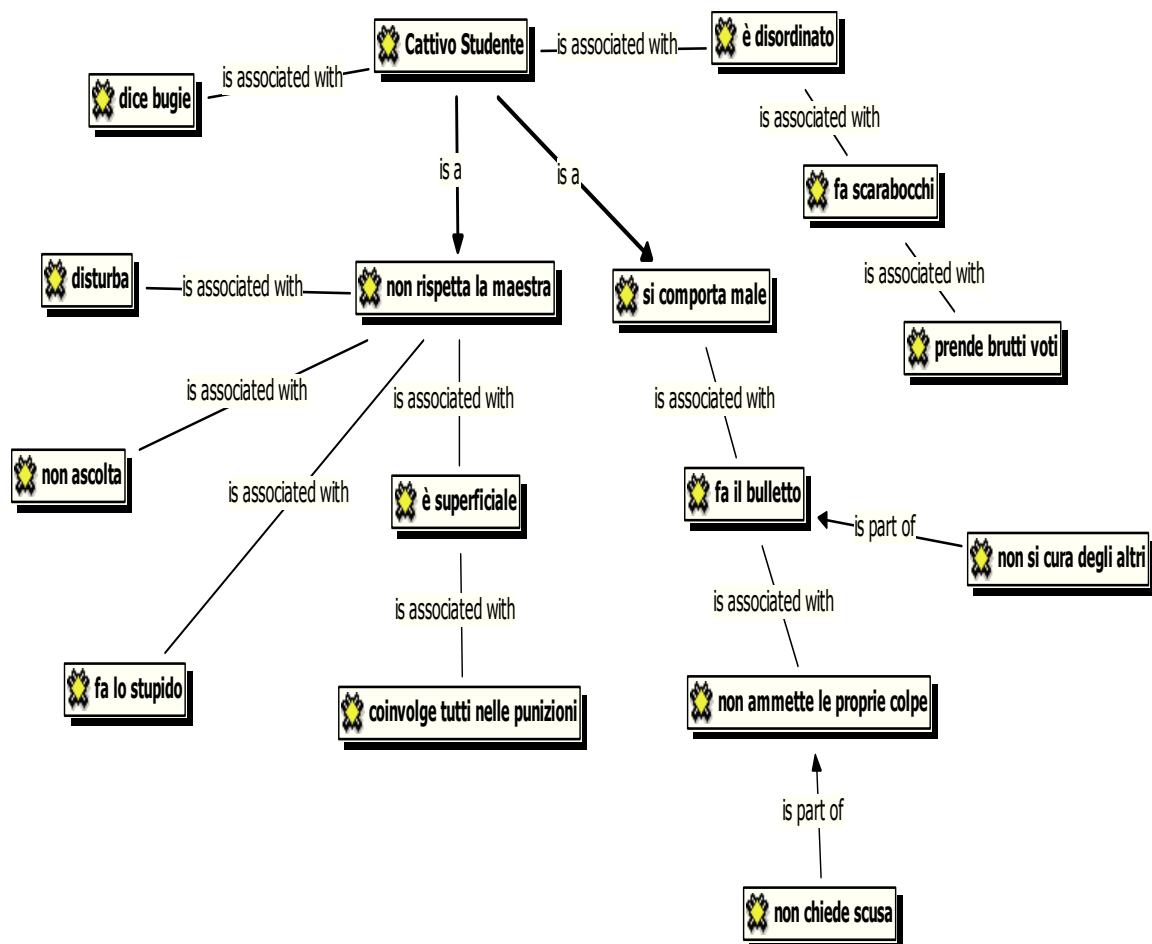 Cattivo Studente
is associated with
è disordinato
is associated with
dice bugie
is associated with
is a
is a
fa scarabocchi
disturba
is associated with
non rispetta la maestra
si comporta male
is associated with
prende brutti voti
is associated with
is associated with
is associated with
non ascolta
is associated with
è superficiale
fa il bulletto
is part of
non si cura degli altri
is associated with
is associated with
fa lo stupido
coinvolge tutti nelle punizioni
non ammette le proprie colpe
is part of
non chiede scusa